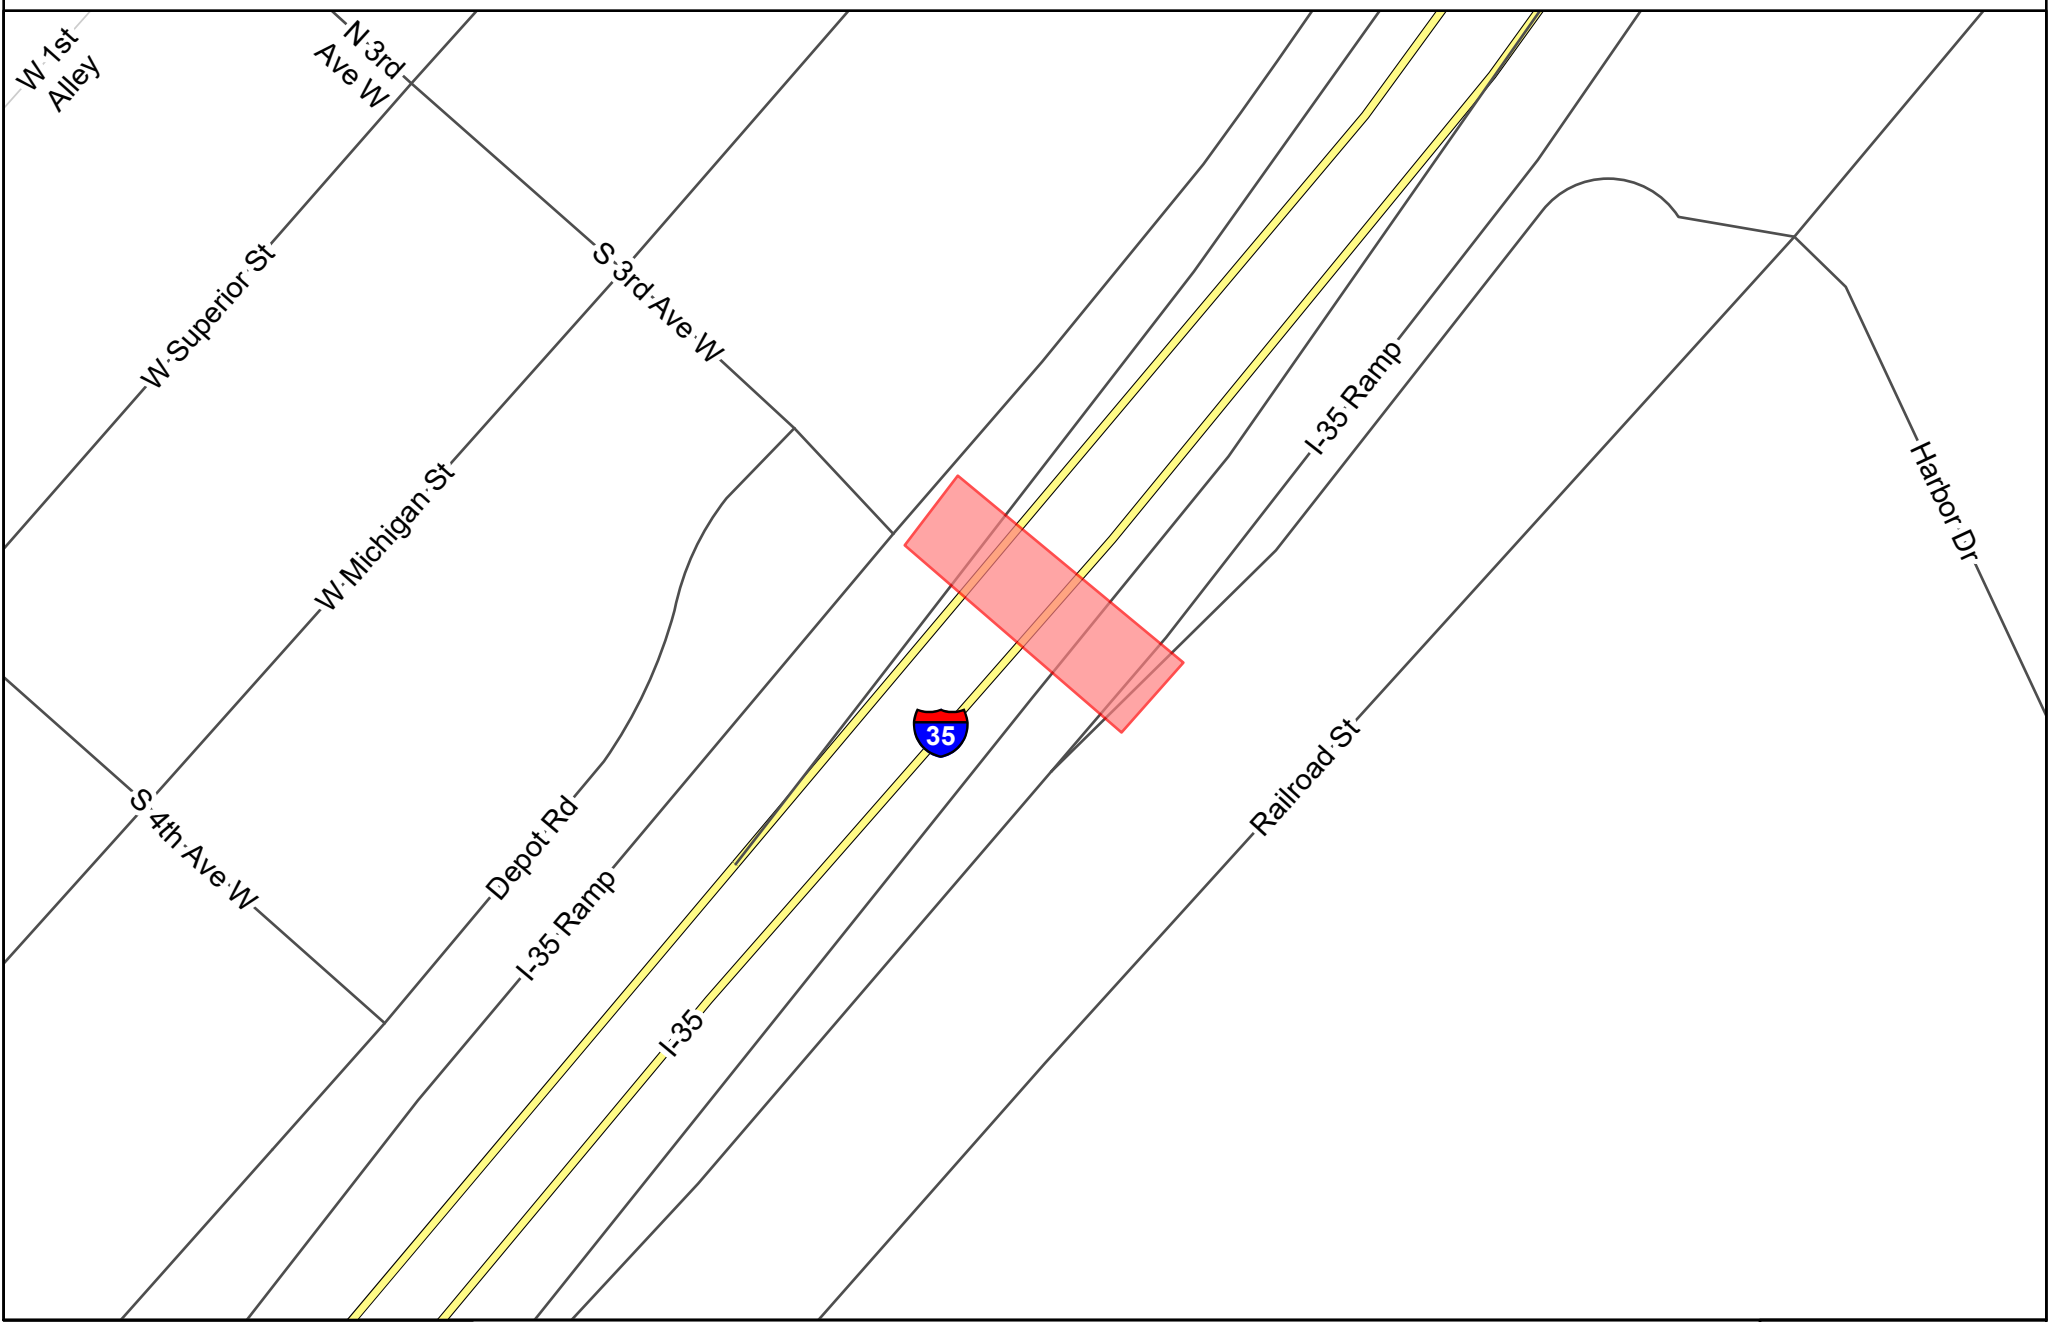 W 1st
Alley
N 3rd
Ave W
S 3rd Ave W
W Superior St
I-35 Ramp
Harbor Dr
W Michigan St
35
Railroad St
S 4th Ave W
Depot Rd
I-35 Ramp
I-35